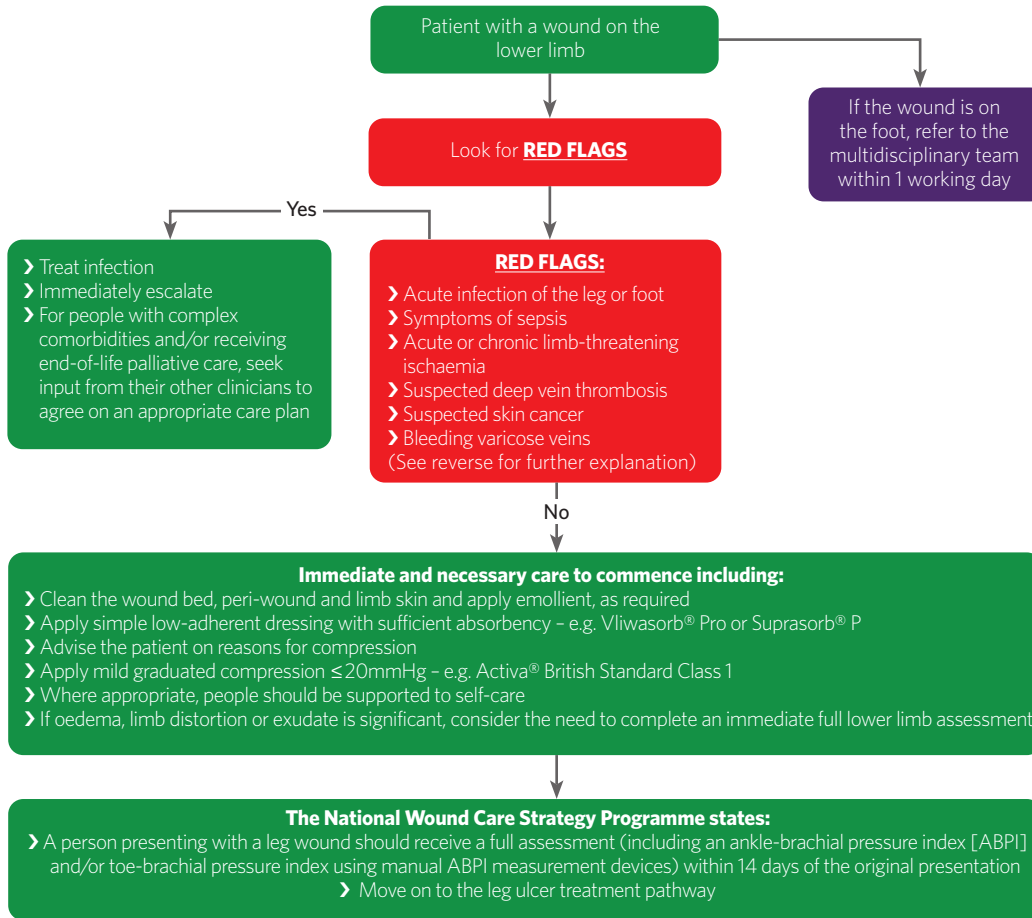 Patient with a wound on the
lower limb
If the wound is on
the foot, refer to the
multidisciplinary team
within 1 working day
Look for RED FLAGS
Yes
❯ Treat infection
❯ Immediately escalate
❯ For people with complex
comorbidities and/or receiving
end-of-life palliative care, seek
input from their other clinicians to
agree on an appropriate care plan
RED FLAGS:
❯ Acute infection of the leg or foot
❯ Symptoms of sepsis
❯ Acute or chronic limb-threatening
ischaemia
❯ Suspected deep vein thrombosis
❯ Suspected skin cancer
❯ Bleeding varicose veins
(See reverse for further explanation)
No
Immediate and necessary care to commence including:
❯ Clean the wound bed, peri-wound and limb skin and apply emollient, as required
❯ Apply simple low-adherent dressing with sufficient absorbency – e.g. Vliwasorb® Pro or Suprasorb® P
❯ Advise the patient on reasons for compression
❯ Apply mild graduated compression ≤20mmHg – e.g. Activa® British Standard Class 1
❯ Where appropriate, people should be supported to self-care
❯ If oedema, limb distortion or exudate is significant, consider the need to complete an immediate full lower limb assessment
The National Wound Care Strategy Programme states:
❯ A person presenting with a leg wound should receive a full assessment (including an ankle-brachial pressure index [ABPI]
and/or toe-brachial pressure index using manual ABPI measurement devices) within 14 days of the original presentation
❯ Move on to the leg ulcer treatment pathway